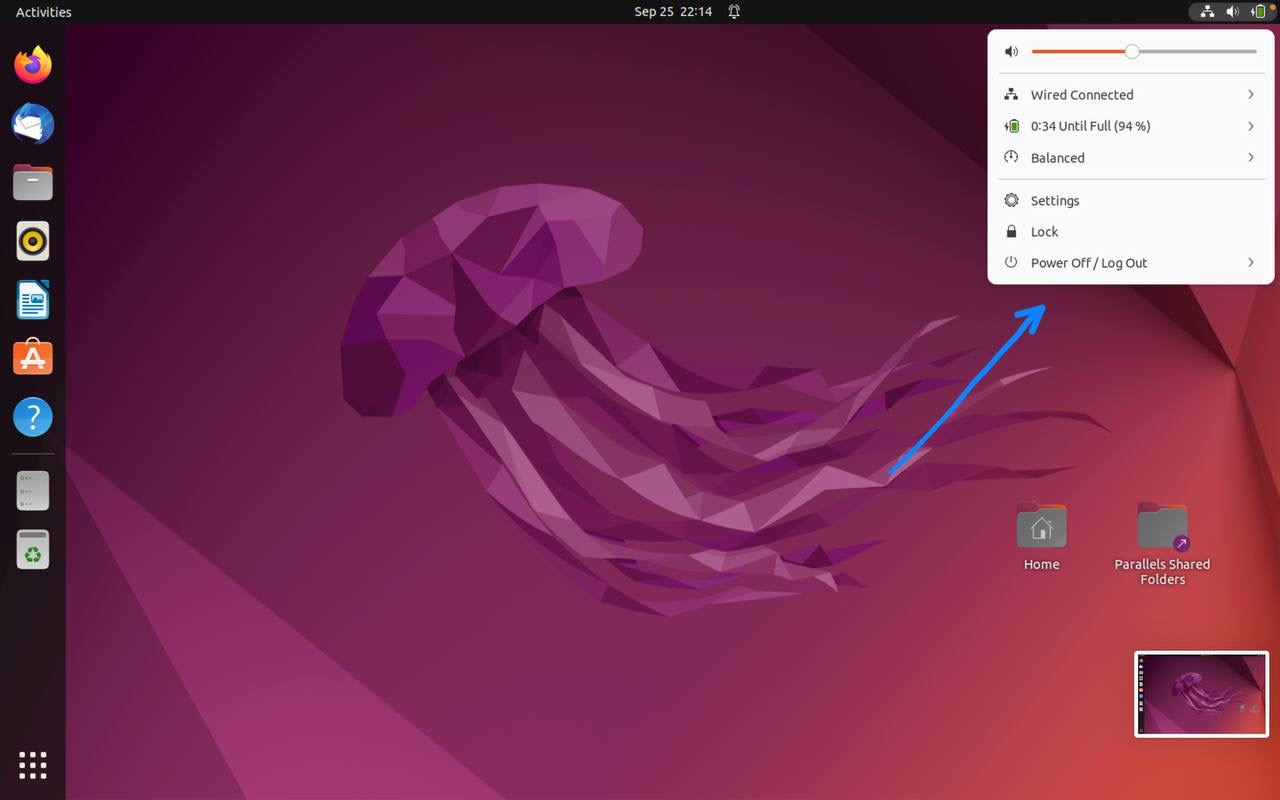 Activities
Sep 25 22:14
Wired Connected
0:34 Until Full (94 %)
Balanced
Settings
Lock
Power Off / Log Out
Home
Parallels Shared
Folders